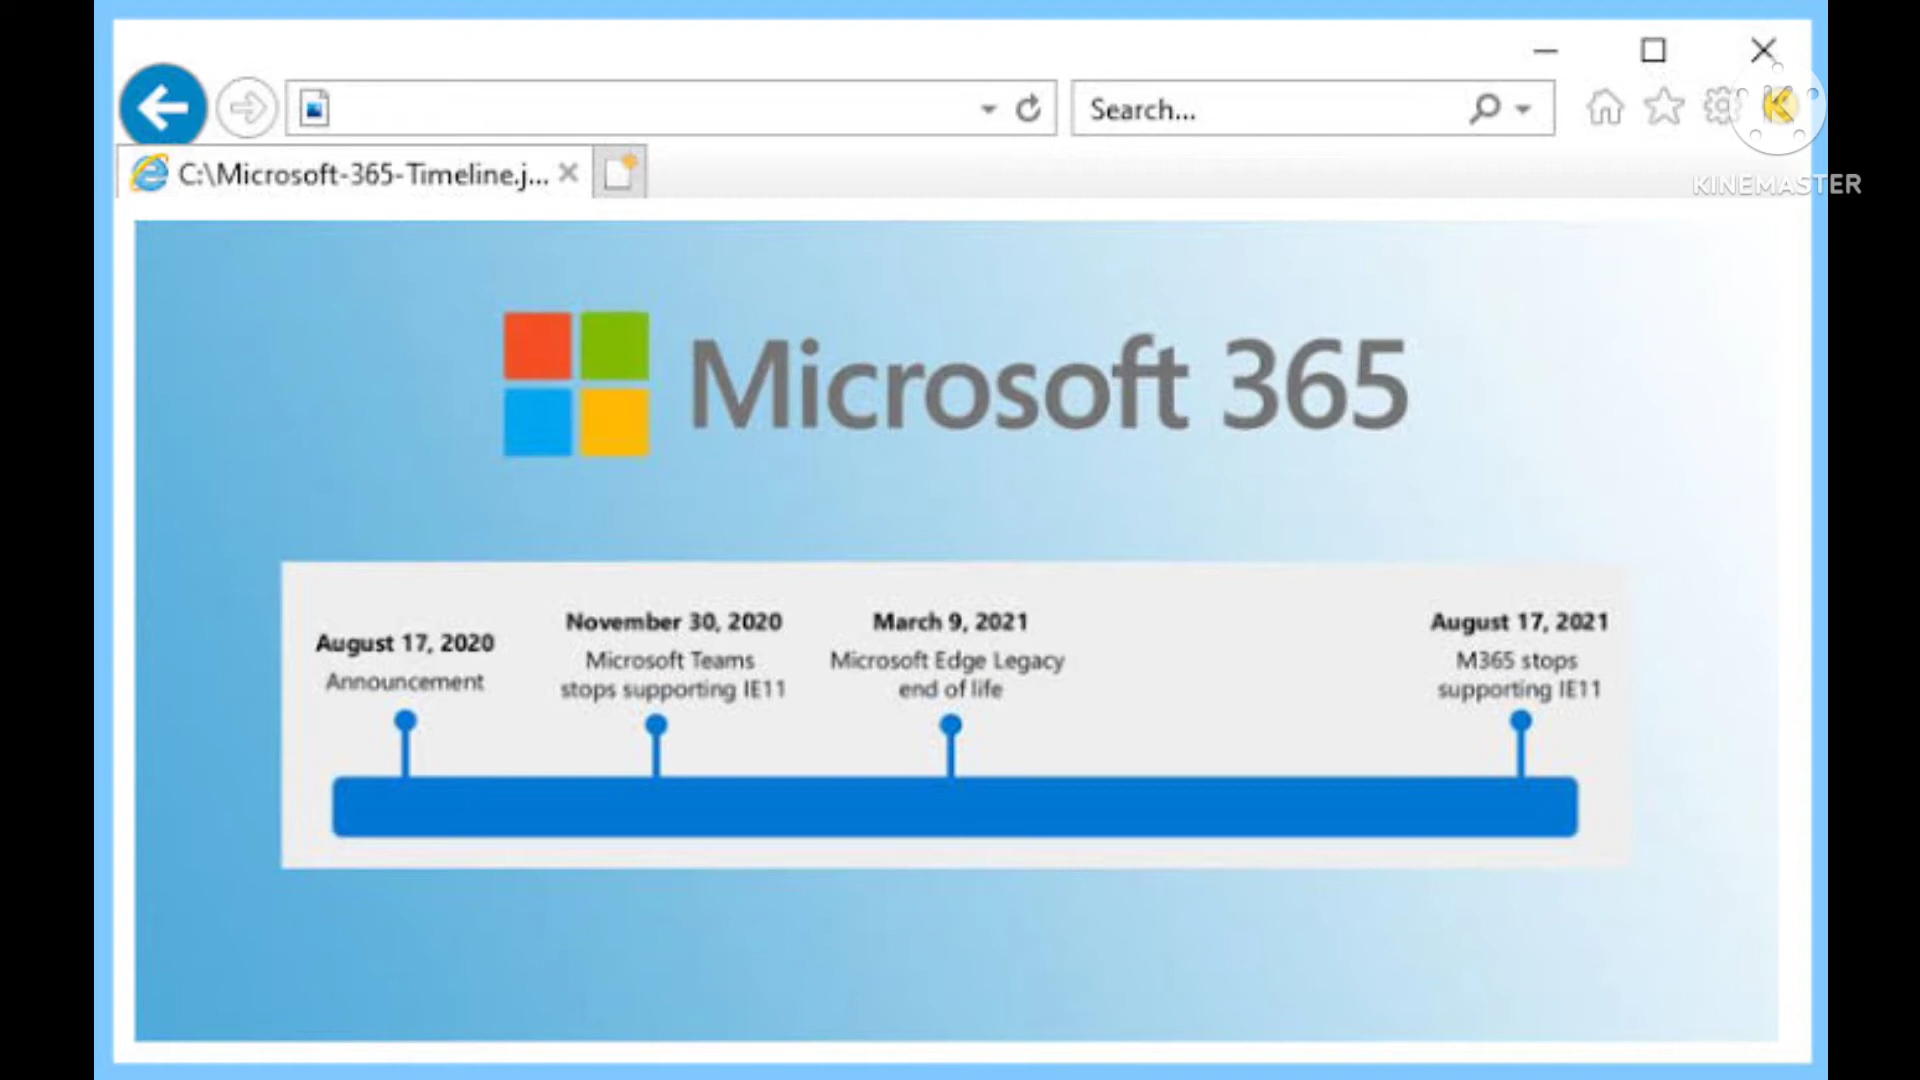 Search...
C:\Microsoft-365-Timeline.j...
K
KINEMASTER
Microsoft 365
August 17, 2020
Announcement
November 30, 2020
Microsoft Teams
stops supporting IE11
March 9, 2021
Microsoft Edge Legacy
end of life
August 17, 2021
M365 stops
supporting IE11